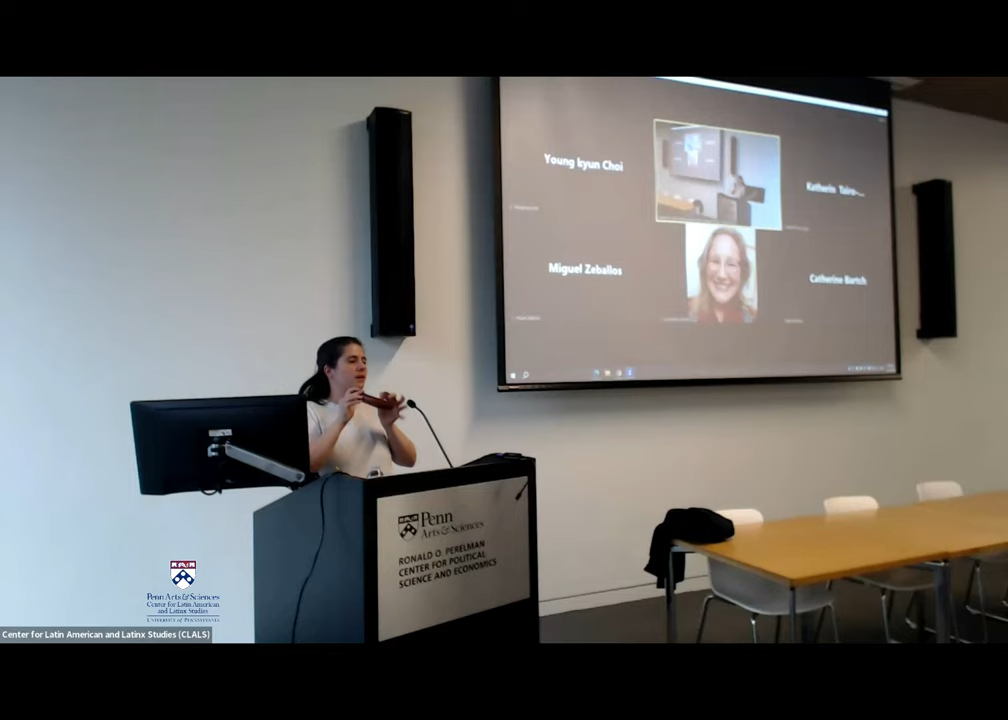 Young kyun Choi
Katherin Tairo-...
Miguel Zeballos
Catherine Bartch
Penn
Arts & Sciences
RONALD O. PERELMAN
CENTER FOR POLITICAL
SCIENCE AND ECONOMICS
Penn Arts & Sciences
Center for Latin American
and Latinx Studies
UNIVERSITY of PENNSYLVANIA
Center for Latin American and Latinx Studies (CLALS)